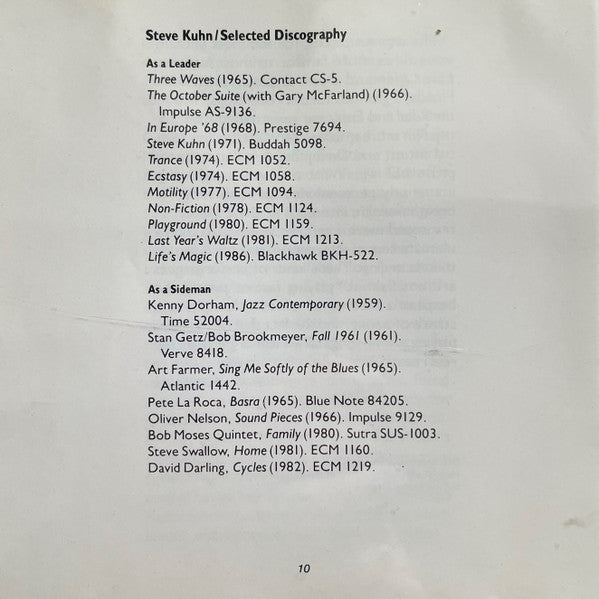 Steve Kuhn/Selected Discography
As a Leader
Three Waves (1965). Contact CS-5.
The October Suite (with Gary McFarland) (1966).
Impulse AS-9136.
In Europe '68 (1968). Prestige 7694.
Steve Kuhn (1971). Buddah 5098.
Trance (1974). ECM 1052.
Ecstasy (1974). ECM 1058.
Motility (1977). ECM 1094.
Non-Fiction (1978). ECM 1124.
Playground (1980). ECM 1159.
Last Year's Waltz (1981). ECM 1213.
Life's Magic (1986). Blackhawk BKH-522.
As a Sideman
Kenny Dorham, Jazz Contemporary (1959).
Time 52004.
Stan Getz/Bob Brookmeyer, Fall 1961 (1961).
Verve 8418.
Art Farmer, Sing Me Softly of the Blues (1965).
Atlantic 1442.
Pete La Roca, Basra (1965). Blue Note 84205.
Oliver Nelson, Sound Pieces (1966). Impulse 9129.
Bob Moses Quintet, Family (1980). Sutra SUS-1003.
Steve Swallow, Home (1981). ECM 1160.
David Darling, Cycles (1982). ECM 1219.
10